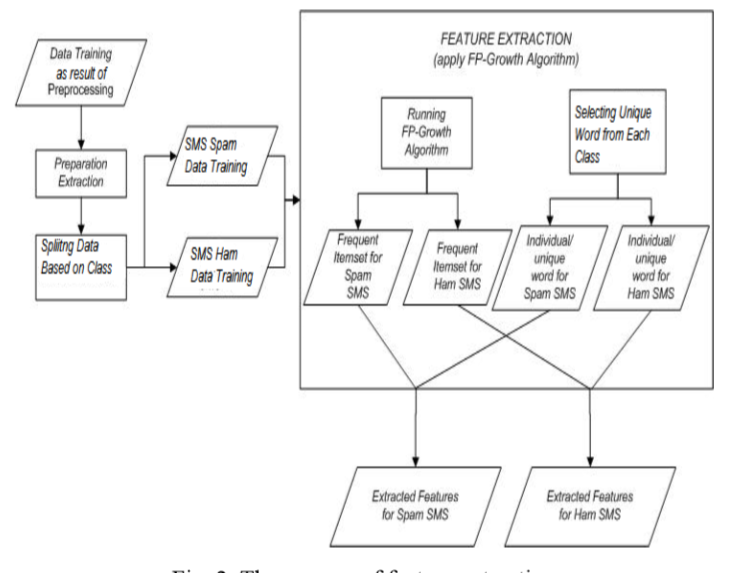 Data Training
as result of
Preprocessing
Preparation
Extraction
Spliitng Data
Based on Class
SMS Spam
Data Training
SMS Ham
Data Training
FEATURE EXTRACTION
(apply FP-Growth Algorithm)
Running
FP-Growth
Algorithm
Selecting Unique
Word from Each
Class
Frequent
Itemset for
Spam
SMS
Frequent
Itemset for
Ham SMS
Individual/
unique
word for
Spam SMS
Individual/
unique
word for
Ham SMS
Extracted Features
for Spam SMS
Extracted Features
for Ham SMS